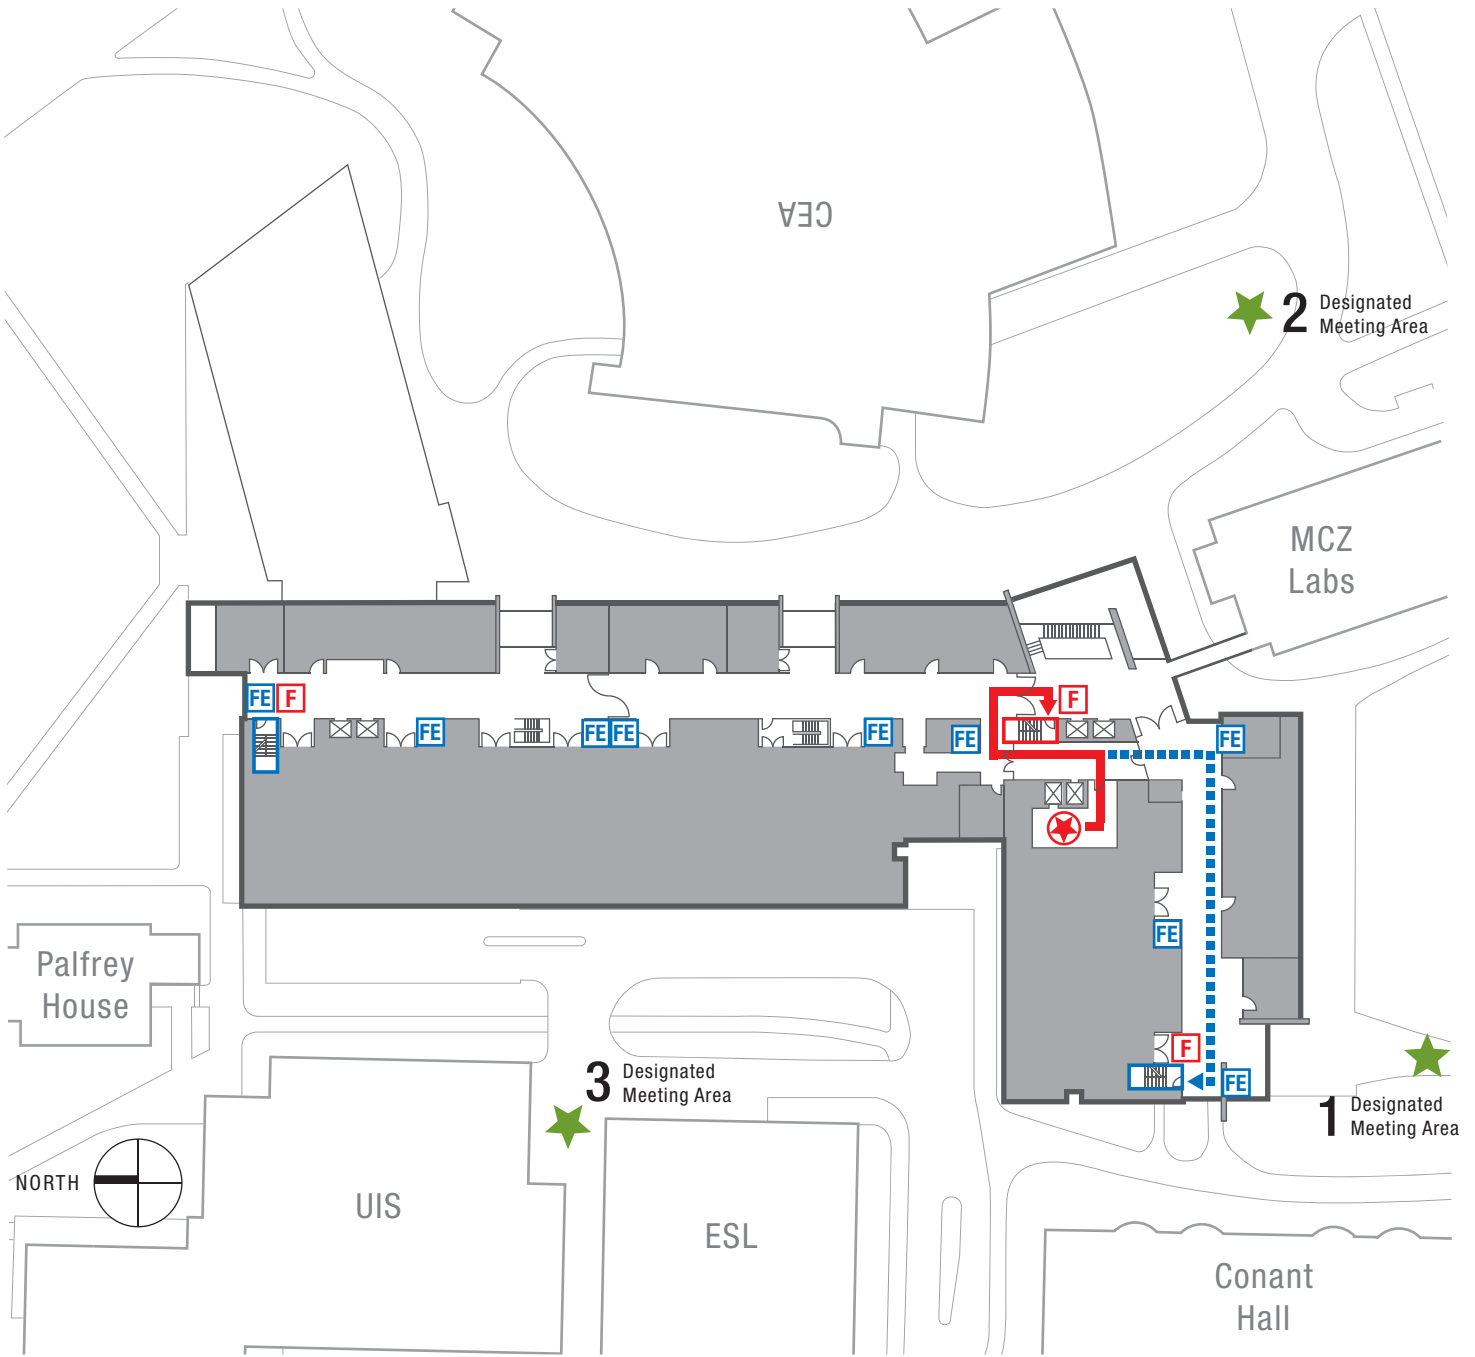 CEA
2
Designated
Meeting Area
MCZ
Labs
FE
F
F
FE
FE
FE
FE
FE
FE
Palfrey
House
FE
F
FE
3
Designated
Meeting Area
1
Designated
Meeting Area
NORTH
UIS
ESL
Conant
Hall